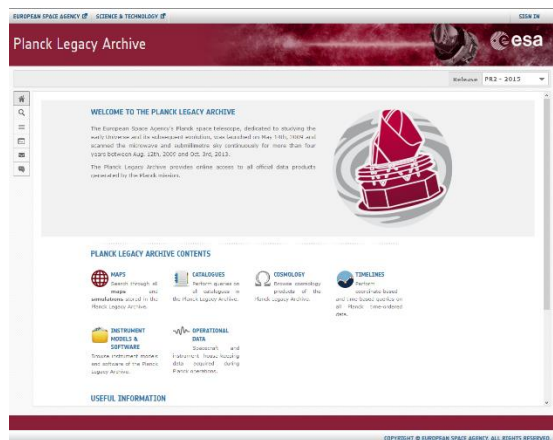 EUROPEAN SPACE AGENCY SCIENCE & TECHNOLOGY SIGN IN
Planck Legacy Archive
esa
Release PR2 - 2015
WELCOME TO THE PLANCK LEGACY ARCHIVE
The European Space Agency's Planck space telescope, dedicated to studying the
early Universe and its subsequent evolution, was launched on May 14th, 2009 and
scanned the microwave and submillimetre sky continuously for more than four
years between Aug. 12th, 2009 and Oct. 3rd, 2013.
The Planck Legacy Archive provides online access to all official data products
generated by the Planck mission.
PLANCK LEGACY ARCHIVE CONTENTS
MAPS
Search through all
maps and
simulations stored in the
Planck Legacy Archive.
CATALOGUES
Perform queries on
all catalogues in
the Planck Legacy Archive.
COSMOLOGY
Browse cosmology
products of the
Planck Legacy Archive.
TIMELINES
Perform
coordinate based
and time based queries on
all Planck time-ordered
data.
INSTRUMENT
MODELS &
SOFTWARE
Browse instrument models
and software of the Planck
Legacy Archive.
OPERATIONAL
DATA
Spacecraft and
instrument house keeping
data acquired during
Planck operations.
USEFUL INFORMATION
COPYRIGHT © EUROPEAN SPACE AGENCY. ALL RIGHTS RESERVED.